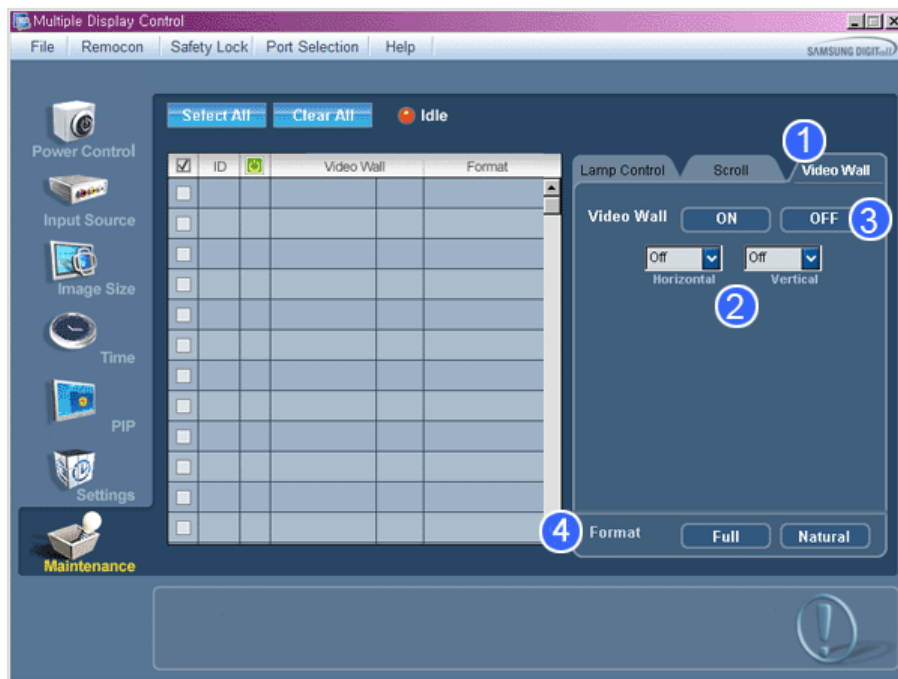 Multiple Display Control
File Remocon Safety Lock Port Selection Help
SAMSUNG DIGITall
Select All Clear All Idle
1
Power Control
ID Video Wall Format
Lamp Control Scroll Video Wall
Input Source
Video Wall ON OFF 3
Off Off
Horizontal Vertical
2
Image Size
Time
PIP
Settings
4 Format Full Natural
Maintenance